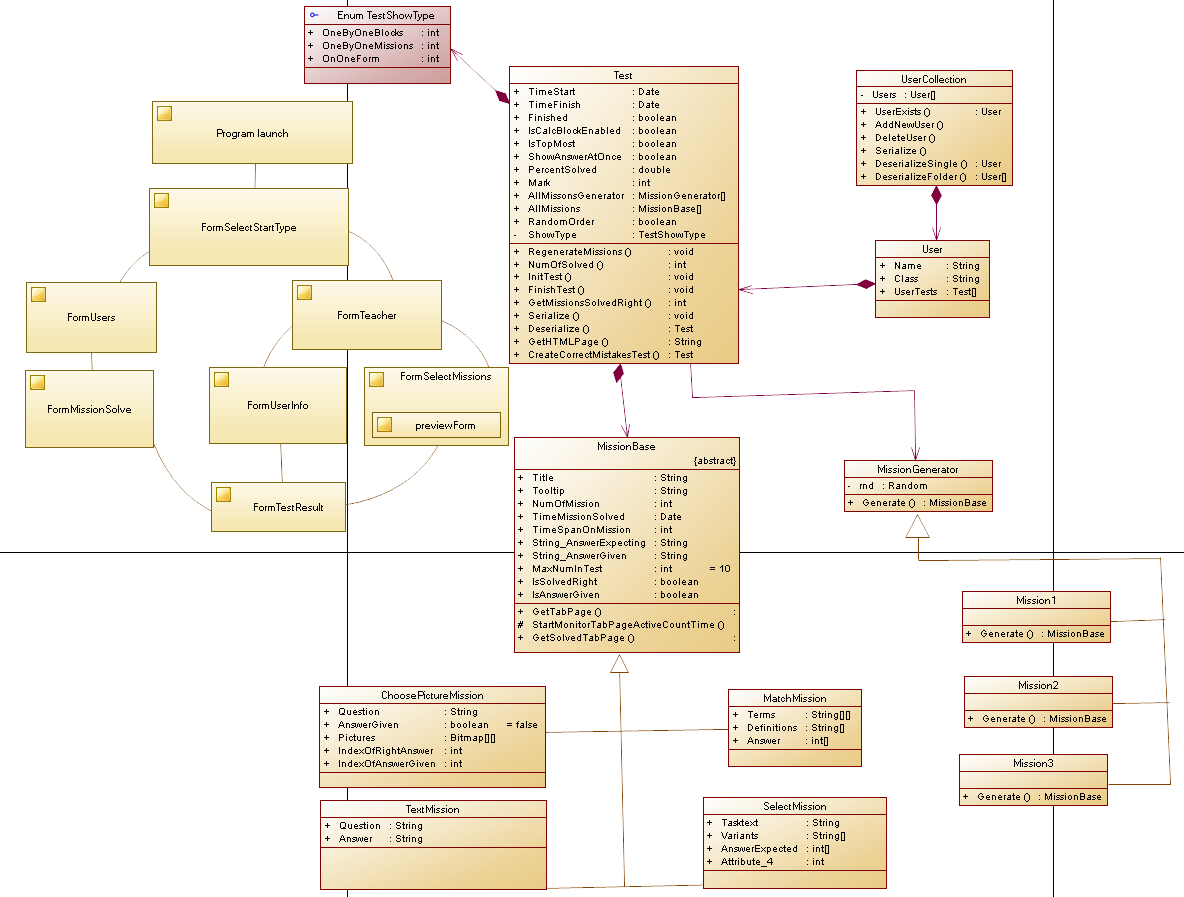 Enum TestShowType
+ OneByOneBlocks : int
+ OneByOneMissions : int
+ OnOneForm : int
Program launch
FormSelectStartType
FormUsers
FormTeacher
FormMissionSolve
FormUserInfo
FormSelectMissions
previewForm
FormTestResult
Test
+ TimeStart : Date
+ TimeFinish : Date
+ Finished : boolean
+ IsCalcBlockEnabled : boolean
+ IsTopMost : boolean
+ ShowAnswerAtOnce : boolean
+ PercentSolved : double
+ Mark : int
+ AllMissonsGenerator : MissionGenerator[]
+ AllMissions : MissionBase[]
+ RandomOrder : boolean
- ShowType : TestShowType
+ RegenerateMissions () : void
+ NumOfSolved () : int
+ InitTest () : void
+ FinishTest () : void
+ GetMissionsSolvedRight () : int
+ Serialize () : void
+ Deserialize () : Test
+ GetHTMLPage () : String
+ CreateCorrectMistakesTest () : Test
UserCollection
- Users : User[]
+ UserExists () : User
+ AddNewUser ()
+ DeleteUser ()
+ Serialize ()
+ DeserializeSingle () : User
+ DeserializeFolder () : User[]
User
+ Name : String
+ Class : String
+ UserTests : Test[]
MissionBase
{abstract}
+ Title : String
+ Tooltip : String
+ NumOfMission : int
+ TimeMissionSolved : Date
+ TimeSpanOnMission : int
+ String_AnswerExpecting : String
+ String_AnswerGiven : String
+ MaxNumInTest : int = 10
+ IsSolvedRight : boolean
+ IsAnswerGiven : boolean
+ GetTabPage () :
# StartMonitorTabPageActiveCountTime ()
+ GetSolvedTabPage () :
MissionGenerator
- rnd : Random
+ Generate () : MissionBase
Mission1
+ Generate () : MissionBase
Mission2
+ Generate () : MissionBase
Mission3
+ Generate () : MissionBase
ChoosePictureMission
+ Question : String
+ AnswerGiven : boolean = false
+ Pictures : Bitmap[][]
+ IndexOfRightAnswer : int
+ IndexOfAnswerGiven : int
MatchMission
+ Terms : String[][]
+ Definitions : String[]
+ Answer : int[]
TextMission
+ Question : String
+ Answer : String
SelectMission
+ Tasktext : String
+ Variants : String[]
+ AnswerExpected : int[]
+ Attribute_4 : int